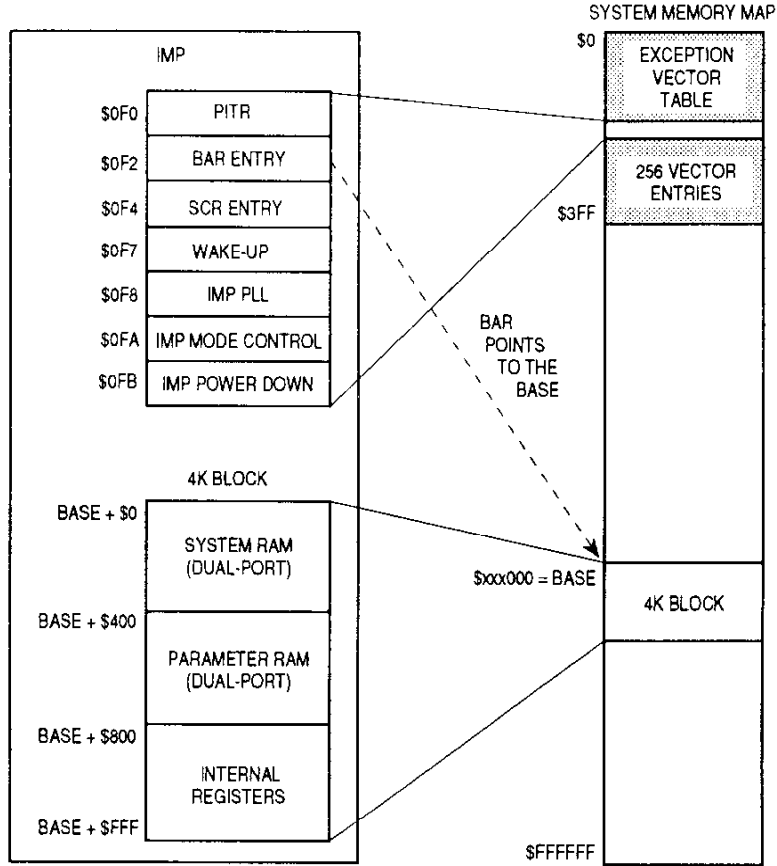 SYSTEM MEMORY MAP
IMP
$0F0
PITR
$0F2
BAR ENTRY
$0F4
SCR ENTRY
$0F7
WAKE-UP
$0F8
IMP PLL
$0FA
IMP MODE CONTROL
$0FB
IMP POWER DOWN
4K BLOCK
BASE + $0
SYSTEM RAM
(DUAL-PORT)
BASE + $400
PARAMETER RAM
(DUAL-PORT)
BASE + $800
INTERNAL
REGISTERS
BASE + $FFF
BAR
POINTS
TO THE
BASE
$0
EXCEPTION
VECTOR
TABLE
256 VECTOR
ENTRIES
$3FF
$xxx000 = BASE
4K BLOCK
$FFFFFF